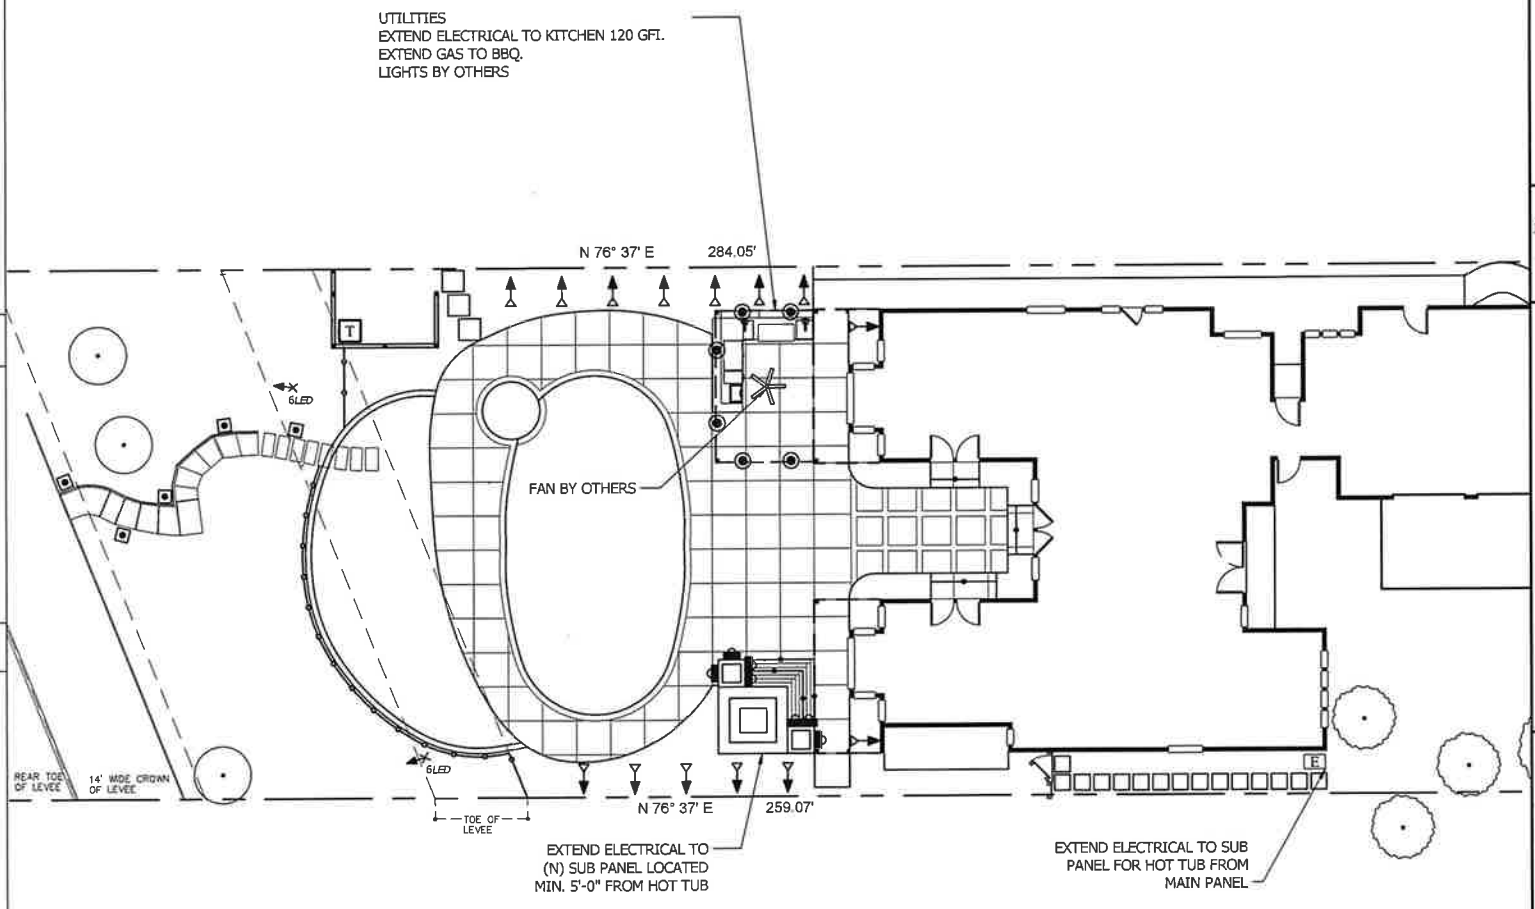 UTILITIES
EXTEND ELECTRICAL TO KITCHEN 120 GFI.
EXTEND GAS TO BBQ.
LIGHTS BY OTHERS
N 76° 37' E
284.05'
T
6LED
FAN BY OTHERS
6LED
REAR TOE
OF LEVEE
14' WIDE CROWN
OF LEVEE
E
N 76° 37' E
259.07'
TOE OF
LEVEE
EXTEND ELECTRICAL TO
(N) SUB PANEL LOCATED
MIN. 5'-0" FROM HOT TUB
EXTEND ELECTRICAL TO SUB
PANEL FOR HOT TUB FROM
MAIN PANEL